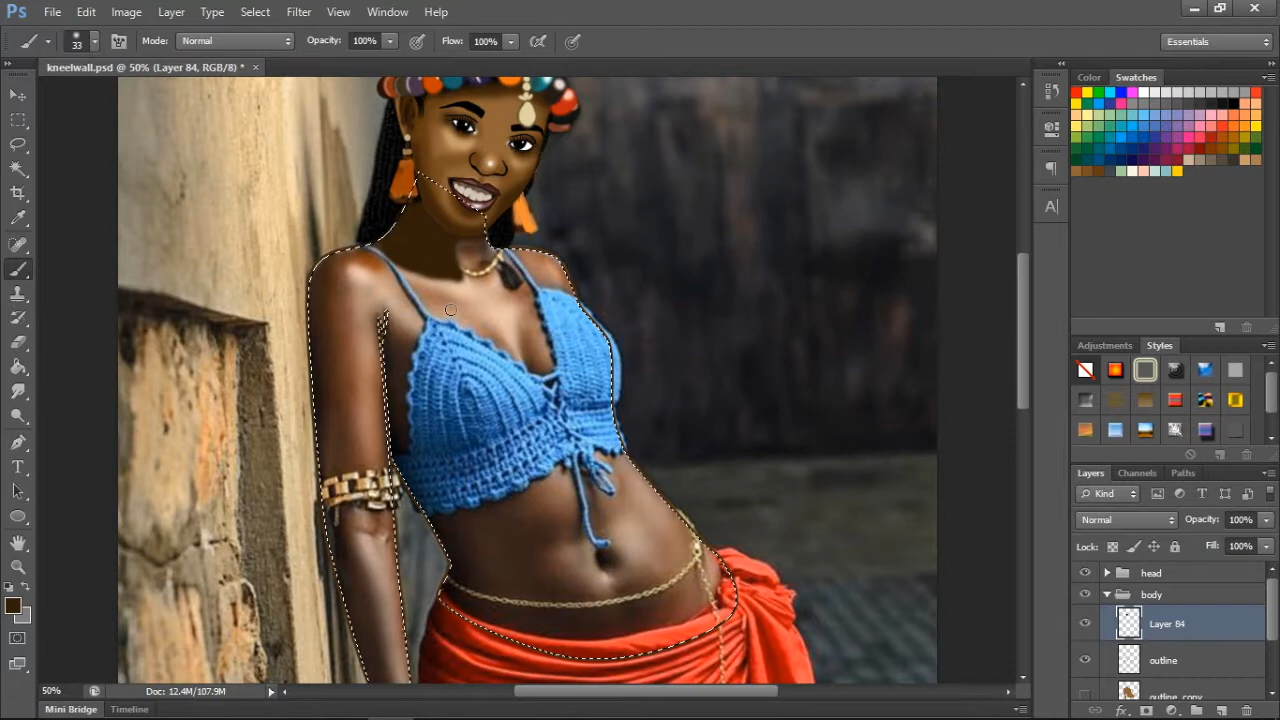 Ps File Edit Image Layer Type Select Filter View Window Help
33 Mode: Normal Opacity: 100% Flow: 100% Essentials
kneelwall.psd @ 50% (Layer 84, RGB/8) * ×
Color Swatches
Adjustments Styles
Layers Channels Paths
Kind
Normal Opacity: 100%
Lock: Fill: 100%
head
body
Layer 84
outline
outline copy
50% Doc: 12.4M/107.9M
Mini Bridge Timeline